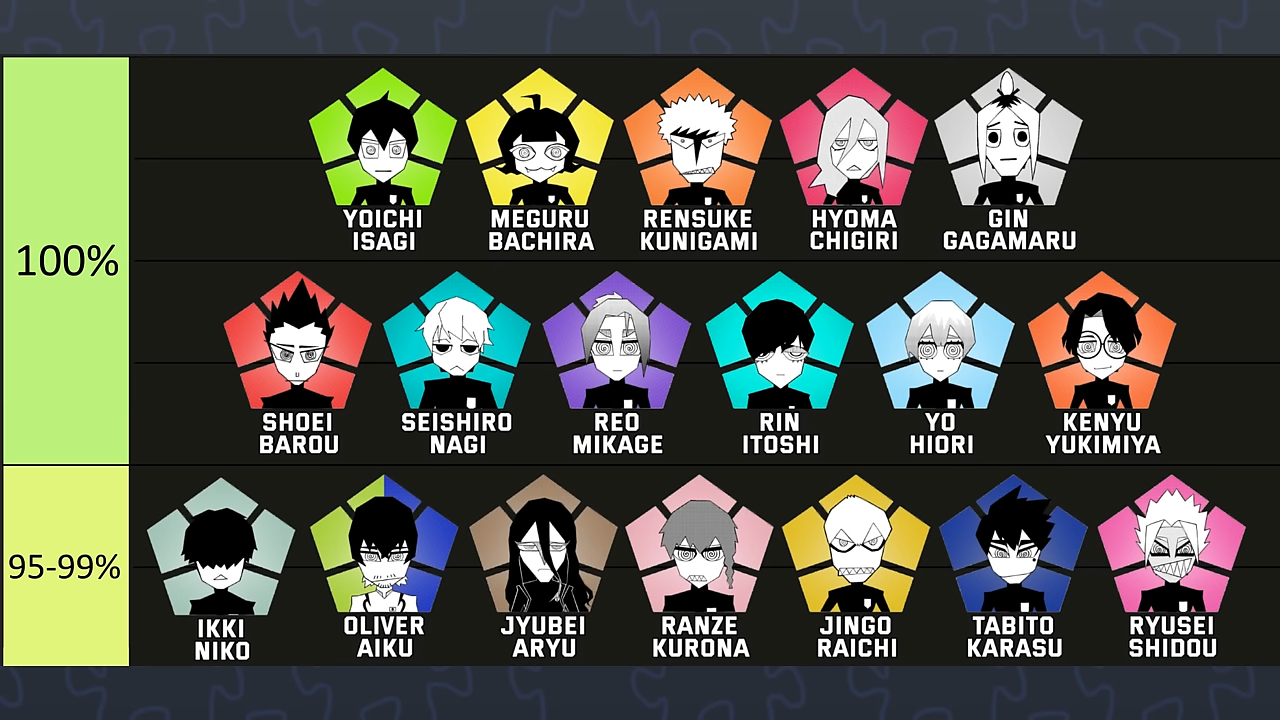 100%
YOICHI
ISAGI
MEGURU
BACHIRA
RENSUKE
KUNIGAMI
HYOMA
CHIGIRI
GIN
GAGAMARU
SHOEI
BAROU
SEISHIRO
NAGI
REO
MIKAGE
RIN
ITOSHI
YO
HIORI
KENYU
YUKIMIYA
95-99%
IKKI
NIKO
OLIVER
AIKU
JYUBEI
ARYU
RANZE
KURONA
JINGO
RAICHI
TABITO
KARASU
RYUSEI
SHIDOU